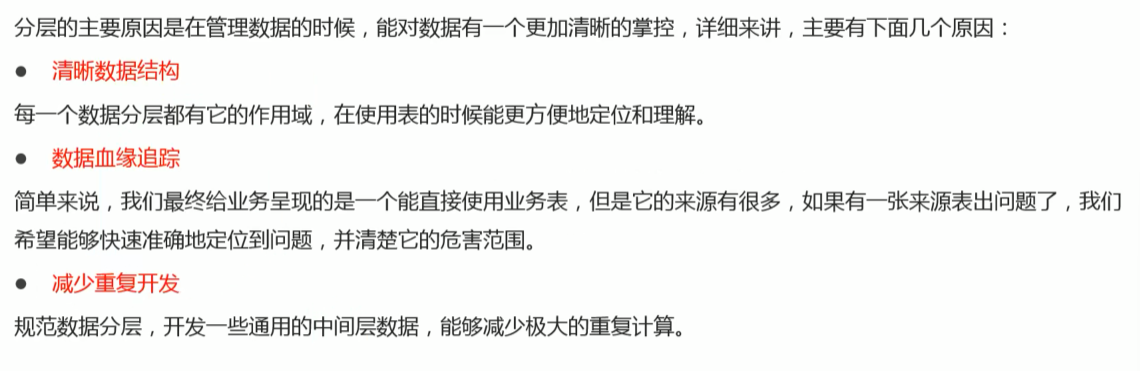 分层的主要原因是在管理数据的时候，能对数据有一个更加清晰的掌控，详细来讲，主要有下面几个原因：
● 清晰数据结构
每一个数据分层都有它的作用域，在使用表的时候能更方便地定位和理解。
● 数据血缘追踪
简单来说，我们最终给业务呈现的是一个能直接使用业务表，但是它的来源有很多，如果有一张来源表出问题了，我们
希望能够快速准确地定位到问题，并清楚它的危害范围。
● 减少重复开发
规范数据分层，开发一些通用的中间层数据，能够减少极大的重复计算。